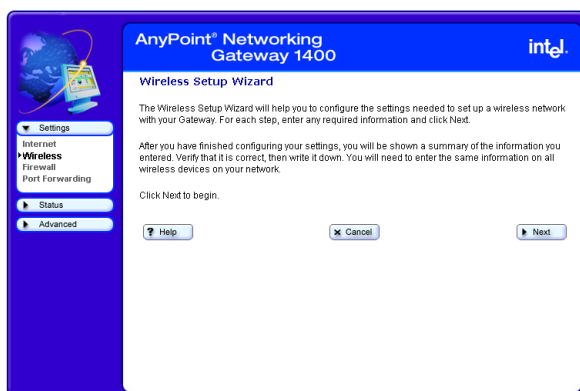 AnyPoint® Networking
Gateway 1400
intel.
Settings
Internet
Wireless
Firewall
Port Forwarding
Status
Advanced
Wireless Setup Wizard
The Wireless Setup Wizard will help you to configure the settings needed to set up a wireless network
with your Gateway. For each step, enter any required information and click Next.
After you have finished configuring your settings, you will be shown a summary of the information you
entered. Verify that it is correct, then write it down. You will need to enter the same information on all
wireless devices on your network.
Click Next to begin.
? Help
Cancel
Next